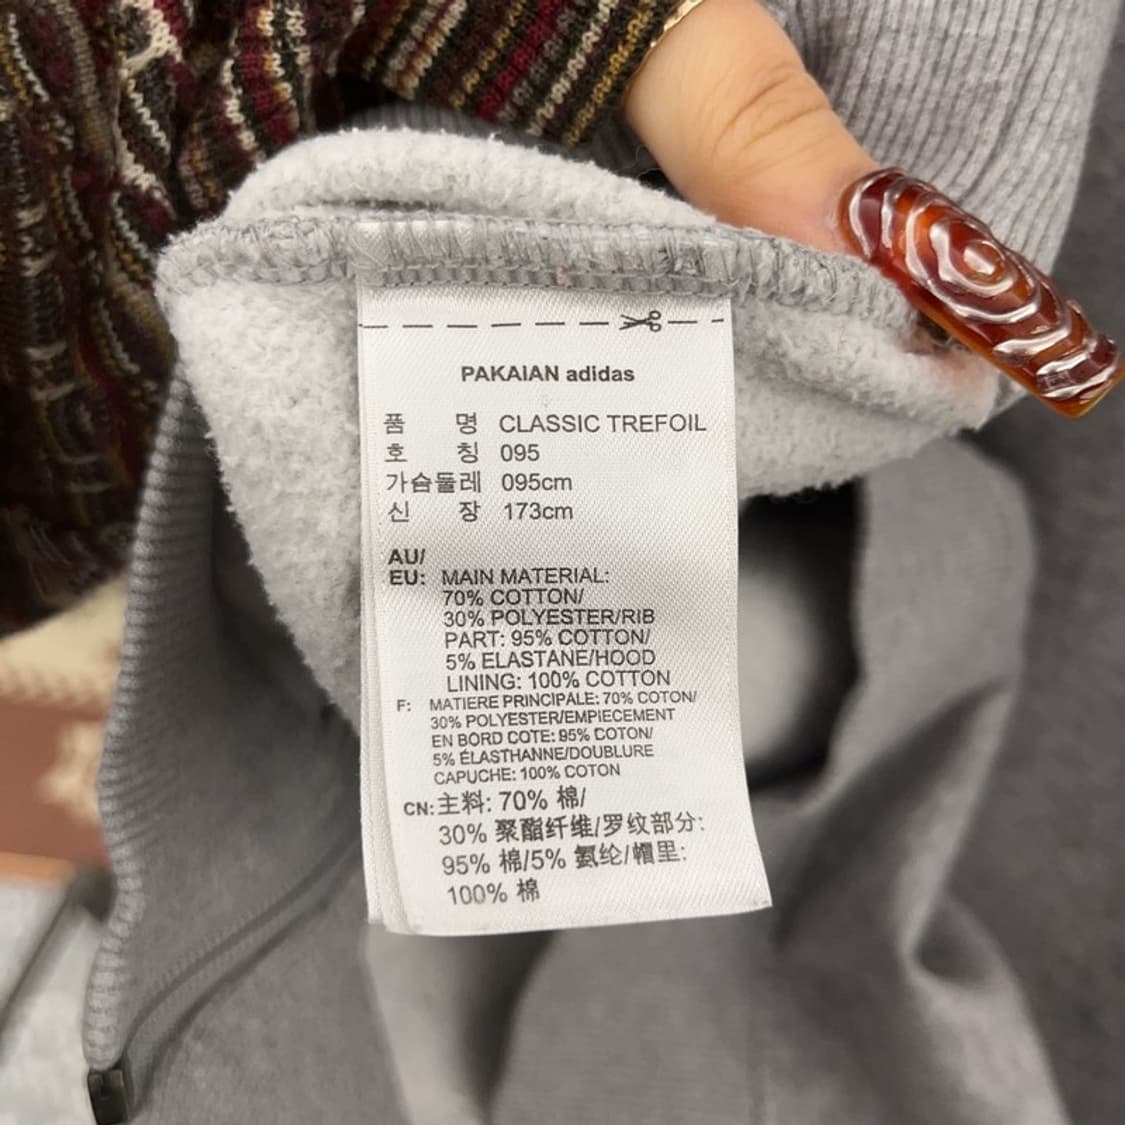 PAKAIAN adidas
품 명 CLASSIC TREFOIL
호 칭 095
가슴둘레 095cm
신 장 173cm
AU/
EU: MAIN MATERIAL:
70% COTTON/
30% POLYESTER/RIB
PART: 95% COTTON/
5% ELASTANE/HOOD
LINING: 100% COTTON
F: MATIERE PRINCIPALE: 70% COTON/
30% POLYESTER/EMPIECEMENT
EN BORD COTE: 95% COTON/
5% ÉLASTHANNE/DOUBLURE
CAPUCHE: 100% COTON
CN: 主料: 70% 棉/
30% 聚酯纤维/罗纹部分:
95% 棉/5% 氨纶/帽里:
100% 棉